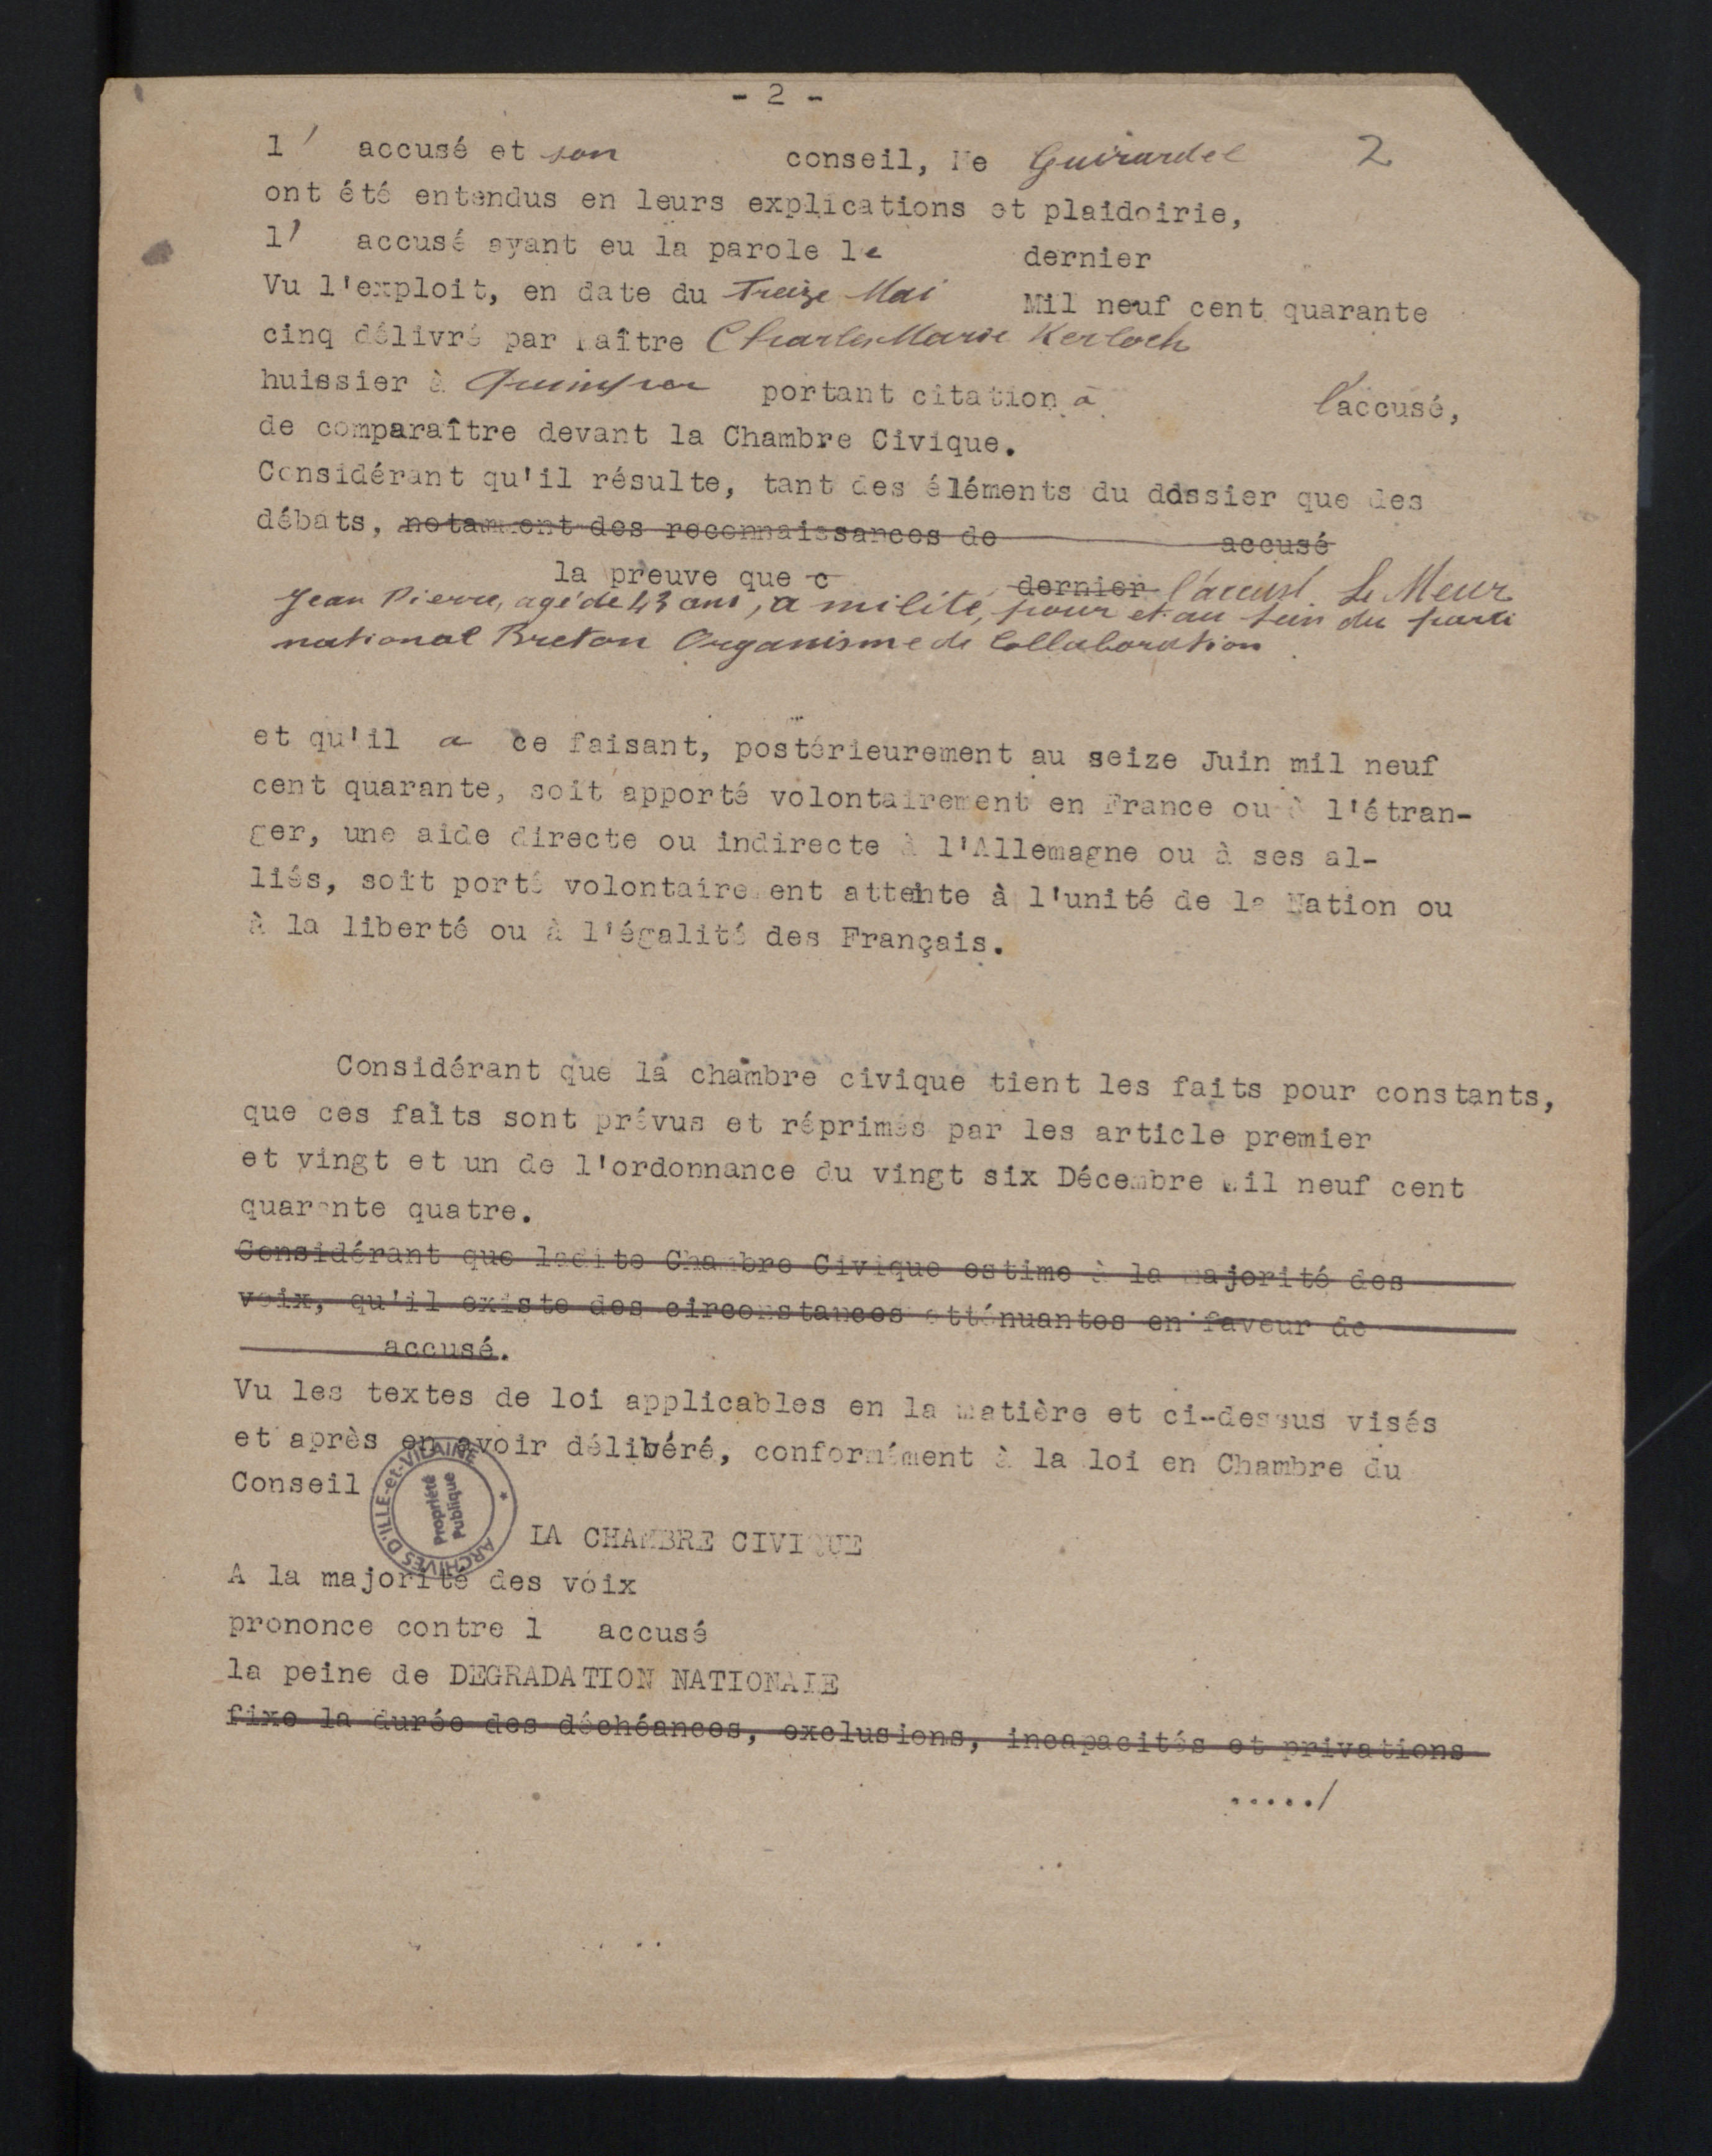 - 2 -
2
l' accusé et son conseil, Me Guirardel
ont été entendus en leurs explications et plaidoirie,
l' accusé ayant eu la parole le dernier
Vu l'exploit, en date du Treize Mai Mil neuf cent quarante
cinq délivré par Maître Charles Marie Kerloch
huissier à Quimper portant citation à l'accusé,
de comparaître devant la Chambre Civique.
Considérant qu'il résulte, tant des éléments du ddssier que des
débats, notamment des reconnaissances de accusé
la preuve que c dernier l'accusé Le Meur
Jean Pierre, agé de 43 ans, a milité, pour et au sein du parti
national Breton Organisme de Collaboration
et qu'il a ce faisant, postérieurement au seize Juin mil neuf
cent quarante, soit apporté volontairement en France ou à l'étran-
ger, une aide directe ou indirecte à l'Allemagne ou à ses al-
liés, soit porté volontairement atteinte à l'unité de la Nation ou
à la liberté ou à l'égalité des Français.
Considérant que la chambre civique tient les faits pour constants,
que ces faits sont prévus et réprimés par les article premier
et vingt et un de l'ordonnance du vingt six Décembre mil neuf cent
quarante quatre.
Considérant que ladite Chambre Civique estime à la majorité des
voix, qu'il existe des circonstances atténuantes en faveur de
accusé.
Vu les textes de loi applicables en la matière et ci-dessus visés
et après en avoir délibéré, conformément à la loi en Chambre du
Conseil
ARCHIVES D'ILLE-et-VILAINE *
Propriété
Publique
LA CHAMBRE CIVIQUE
A la majorité des voix
prononce contre l accusé
la peine de DEGRADATION NATIONALE
fixe la durée des déchéances, exclusions, incapacités et privations
...../